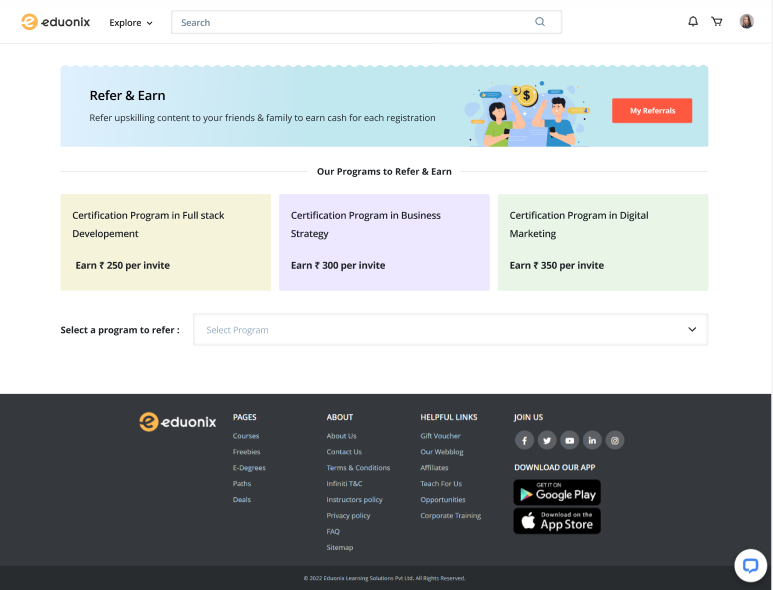 eduonix
Explore
Search
Refer & Earn
Refer upskilling content to your friends & family to earn cash for each registration
My Referrals
Our Programs to Refer & Earn
Certification Program in Full stack
Developement
Earn ₹ 250 per invite
Certification Program in Business
Strategy
Earn ₹ 300 per invite
Certification Program in Digital
Marketing
Earn ₹ 350 per invite
Select a program to refer :
Select Program
eduonix
PAGES
Courses
Freebies
E-Degrees
Paths
Deals
ABOUT
About Us
Contact Us
Terms & Conditions
Infiniti T&C
Instructors policy
Privacy policy
FAQ
Sitemap
HELPFUL LINKS
Gift Voucher
Our Webblog
Affiliates
Teach For Us
Opportunities
Corporate Training
JOIN US
DOWNLOAD OUR APP
GET IT ON
Google Play
Download on the
App Store
© 2022 Eduonix Learning Solutions Pvt Ltd. All Rights Reserved.